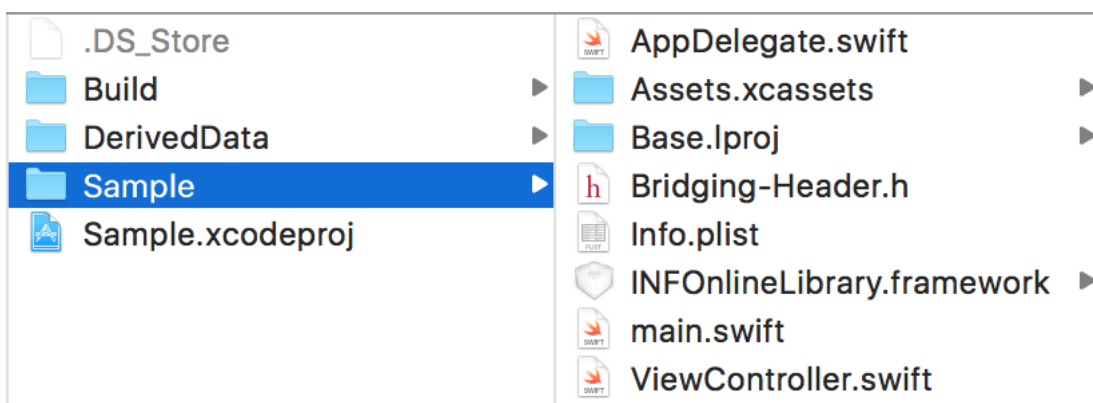 .DS_Store
Build
DerivedData
Sample
Sample.xcodeproj
AppDelegate.swift
Assets.xcassets
Base.lproj
Bridging-Header.h
Info.plist
INFOnlineLibrary.framework
main.swift
ViewController.swift